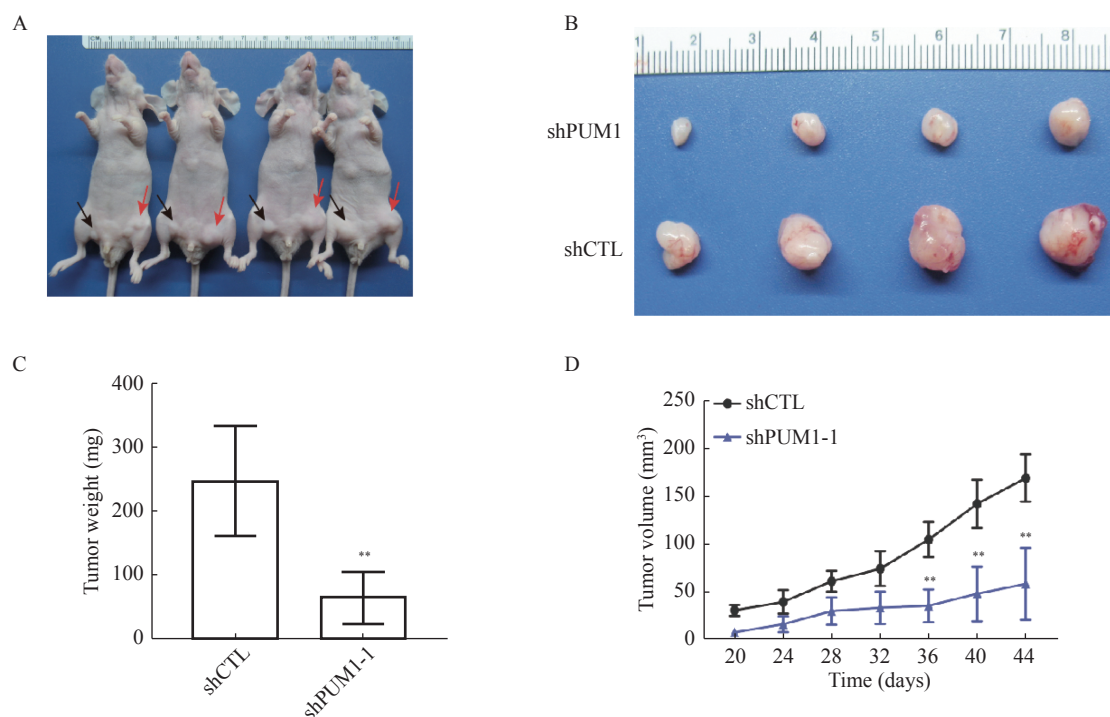 A
B
1 2 3 4 5 6 7 8
shPUM1
shCTL
C
400
300
200
100
0
Tumor weight (mg)
**
shCTL
shPUM1-1
D
shCTL
shPUM1-1
250
200
150
100
50
0
Tumor volume (mm³)
** ** **
20 24 28 32 36 40 44
Time (days)